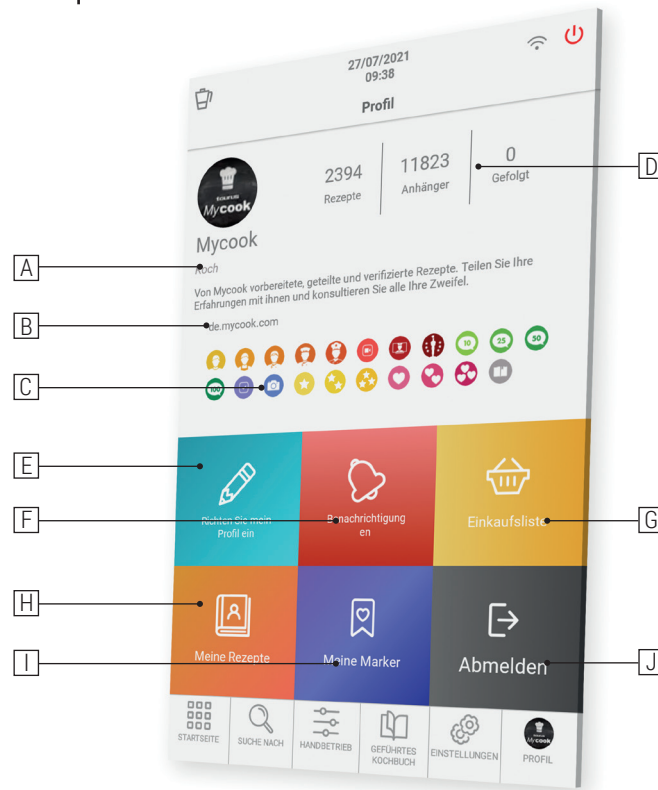 27/07/2021
09:38
Profil
2394
Rezepte
11823
Anhänger
0
Gefolgt
D
taurus
Mycook
Mycook
A
Koch
Von Mycook vorbereitete, geteilte und verifizierte Rezepte. Teilen Sie Ihre
Erfahrungen mit ihnen und konsultieren Sie alle Ihre Zweifel.
B
de.mycook.com
10
25
50
C
100
E
Richten Sie mein
Profil ein
F
Benachrichtigung
en
Einkaufsliste
G
H
Meine Rezepte
I
Meine Marker
Abmelden
J
STARTSEITE
SUCHE NACH
HANDBETRIEB
GEFÜHRTES
KOCHBUCH
EINSTELLUNGEN
Mycook
PROFIL